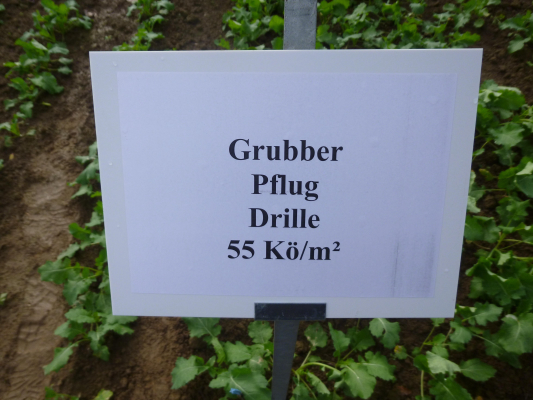 Grubber
Pflug
Drille
55 Kö/m²